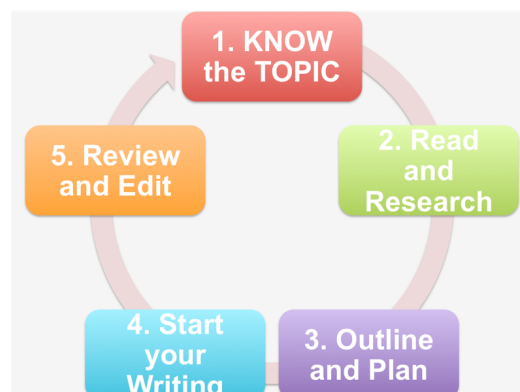 1. KNOW
the TOPIC
2. Read
and
Research
3. Outline
and Plan
4. Start
your
Writing
5. Review
and Edit